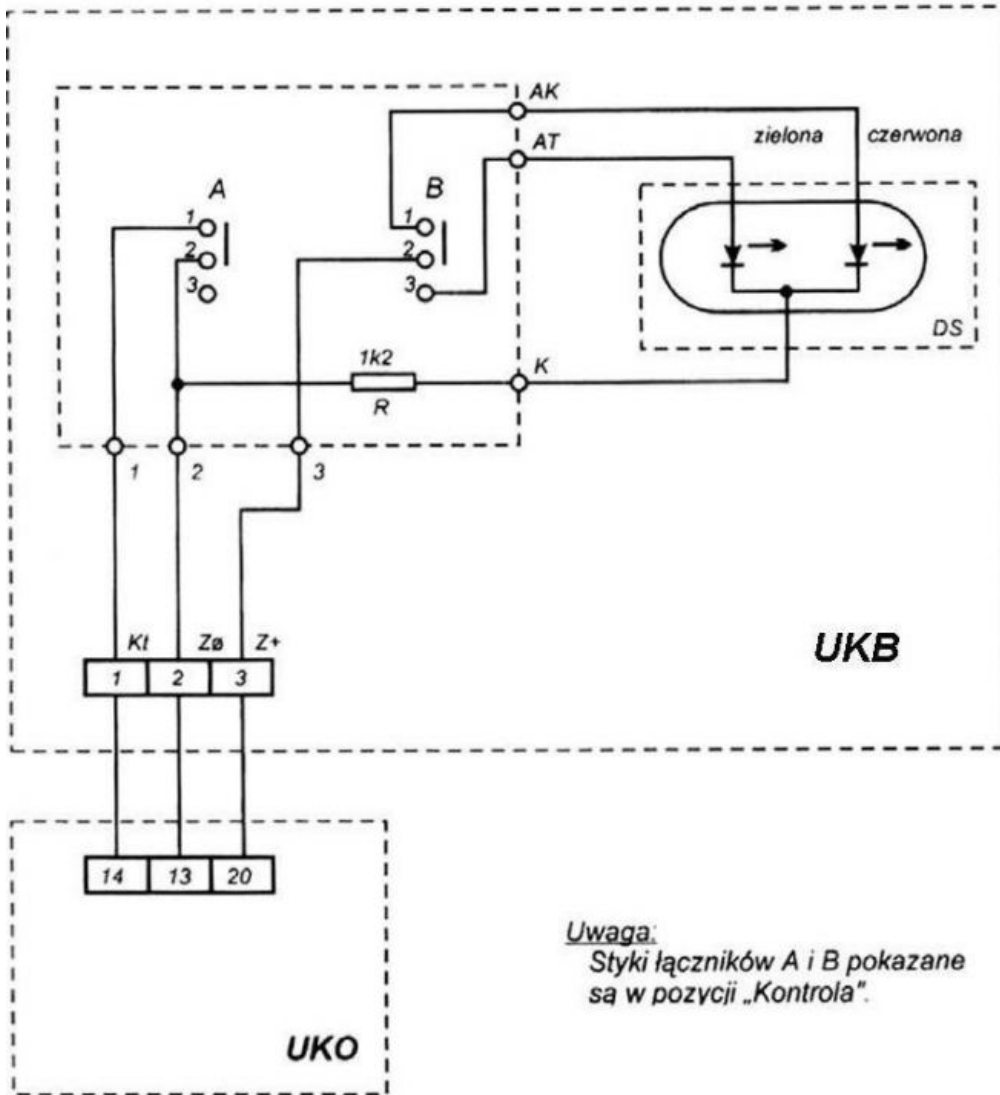 AK
AT
zielona czerwona
A
B
1
2
3
1
2
3
DS
1k2
R
K
1
2
3
Kt Zø Z+
1 2 3
UKB
14 13 20
UKO
Uwaga:
Styki łączników A i B pokazane
są w pozycji „Kontrola".